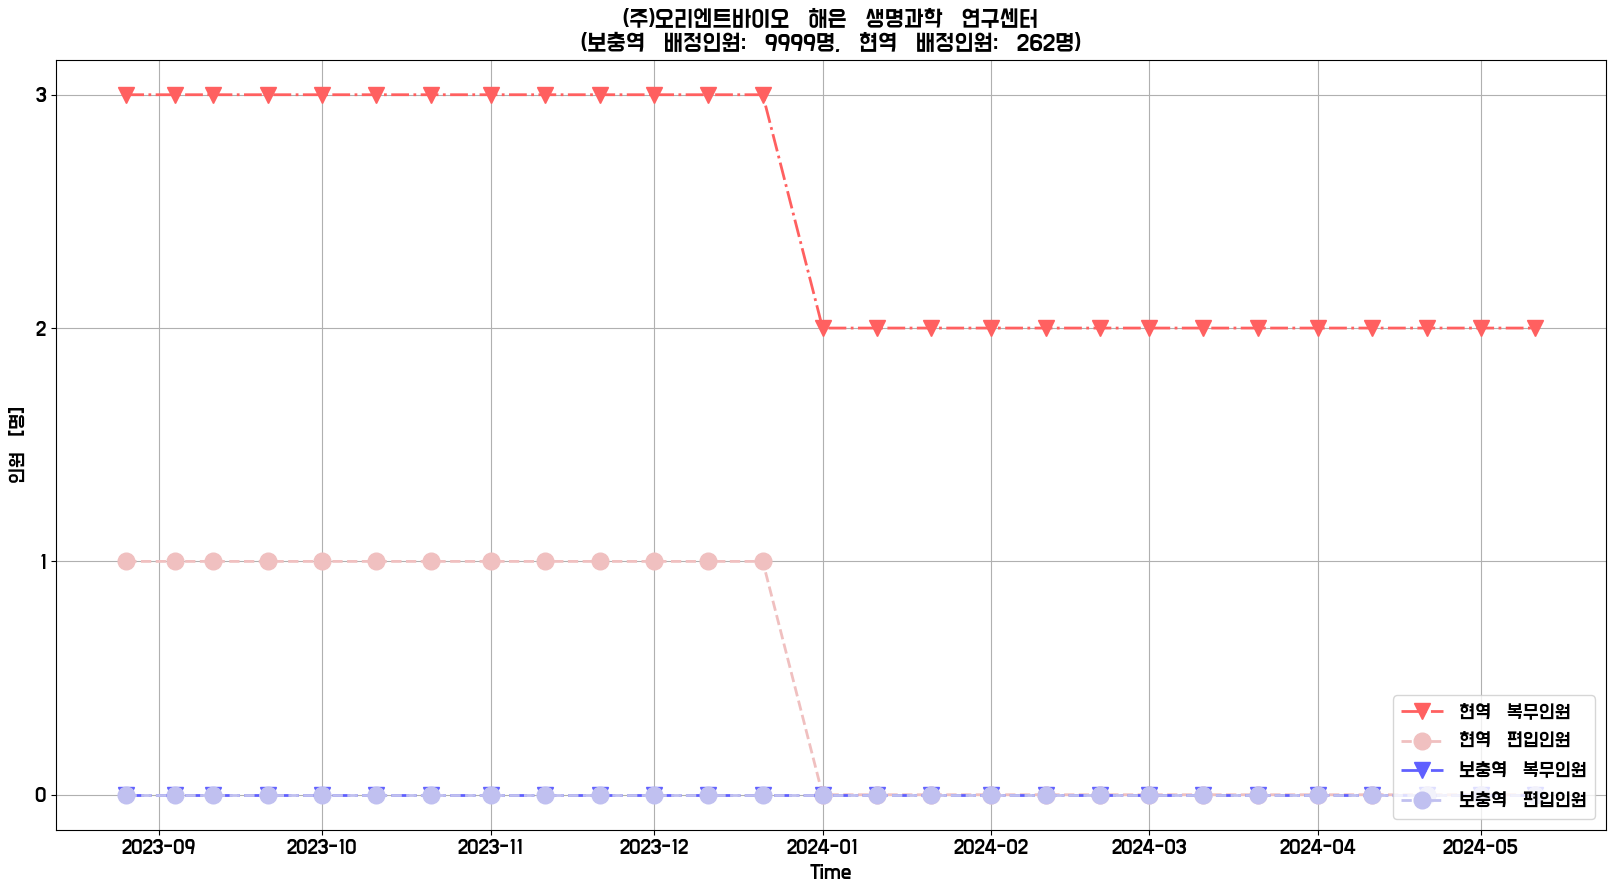 (주)오리엔트바이오 해은 생명과학 연구센터
(보충역 배정인원: 9999명, 현역 배정인원: 262명)
인원 [명]
3
2
1
0
현역 복무인원
현역 편입인원
보충역 복무인원
보충역 편입인원
2023-09 2023-10 2023-11 2023-12 2024-01 2024-02 2024-03 2024-04 2024-05
Time